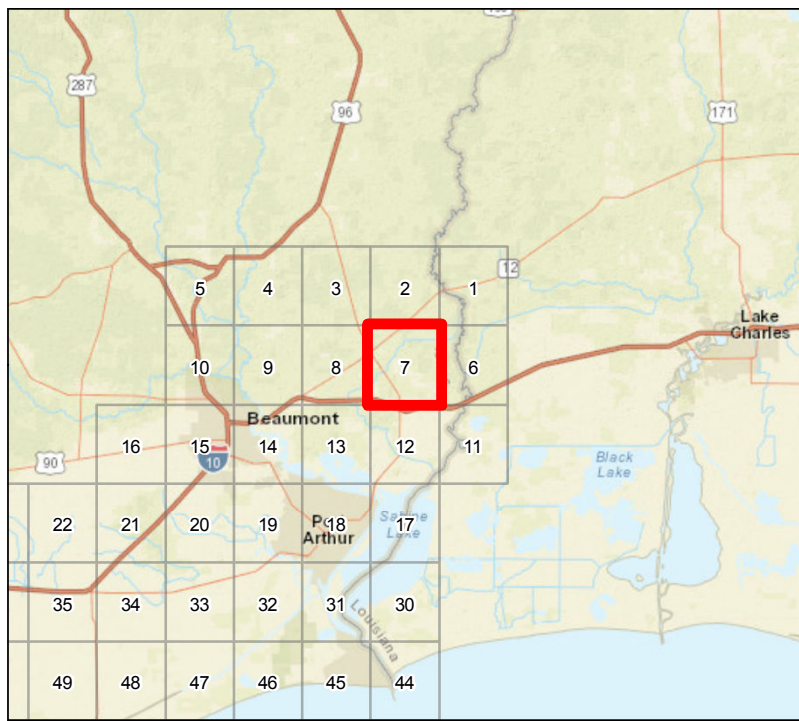 287
96
171
12
5 4 3 2 1
Lake
Charles
10 9 8 7 6
Beaumont
16 15 14 13 12 11
90
10
Black
Lake
22 21 20 19 18 17
Port
Arthur
Sabine
Lake
35 34 33 32 31 30
Louisiana
49 48 47 46 45 44